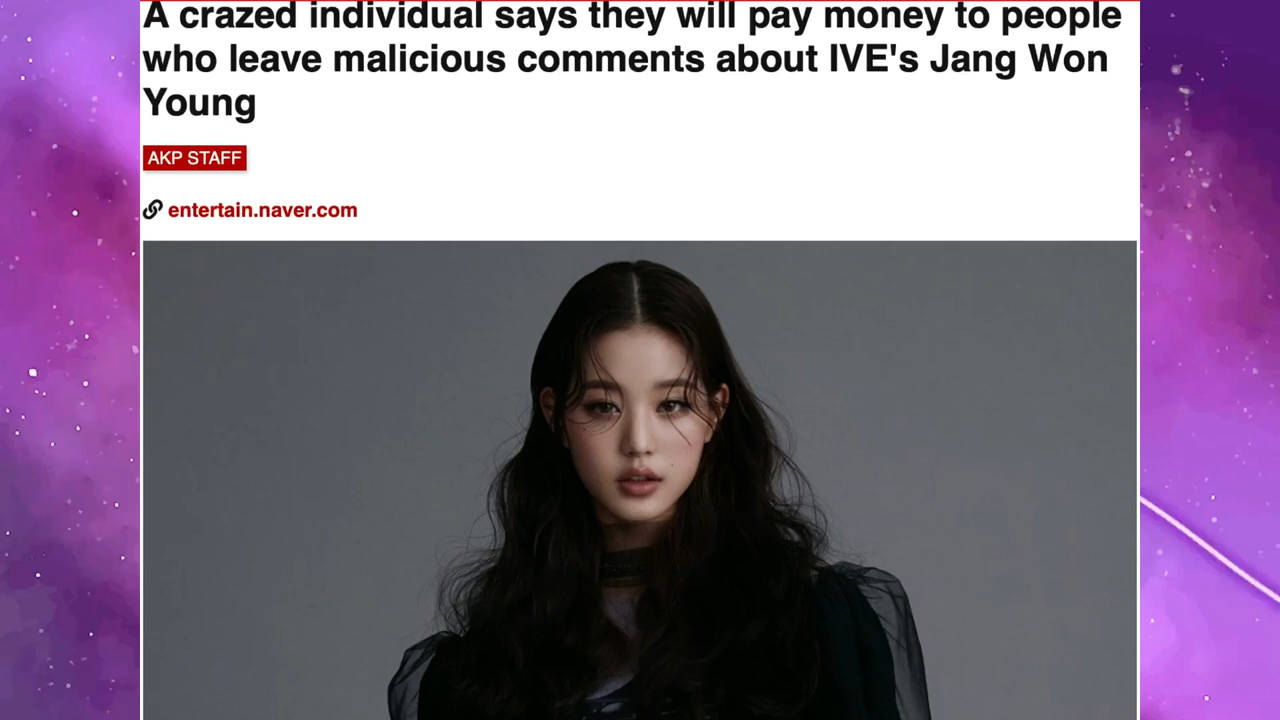 A crazed individual says they will pay money to people
who leave malicious comments about IVE's Jang Won
Young
AKP STAFF
entertain.naver.com